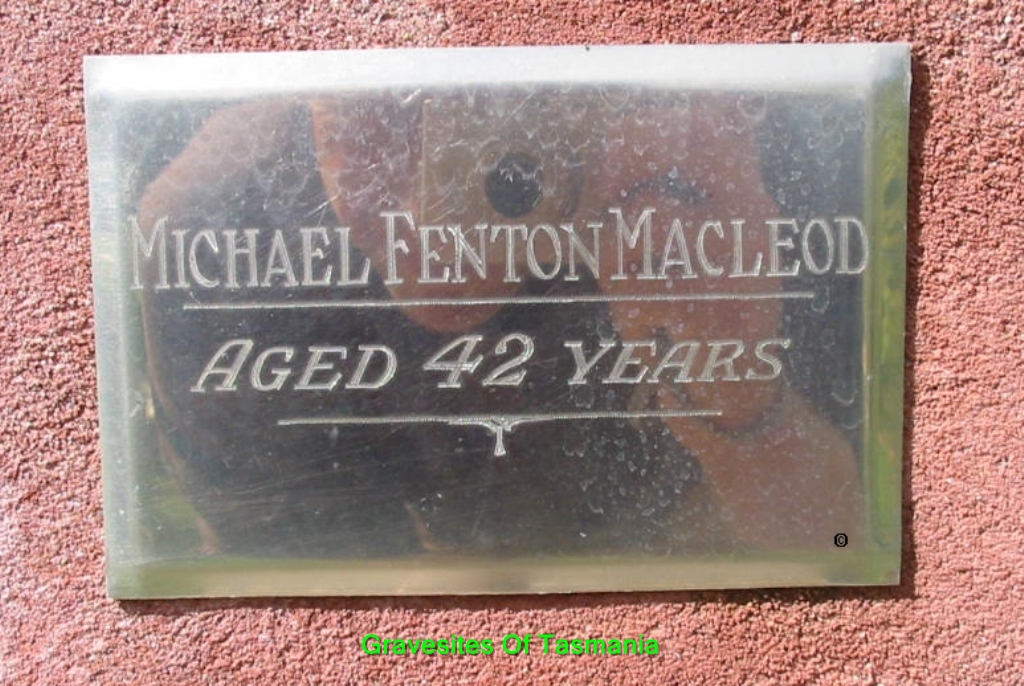 MICHAEL FENTON MACLEOD
AGED 42 YEARS
©
Gravesites Of Tasmania